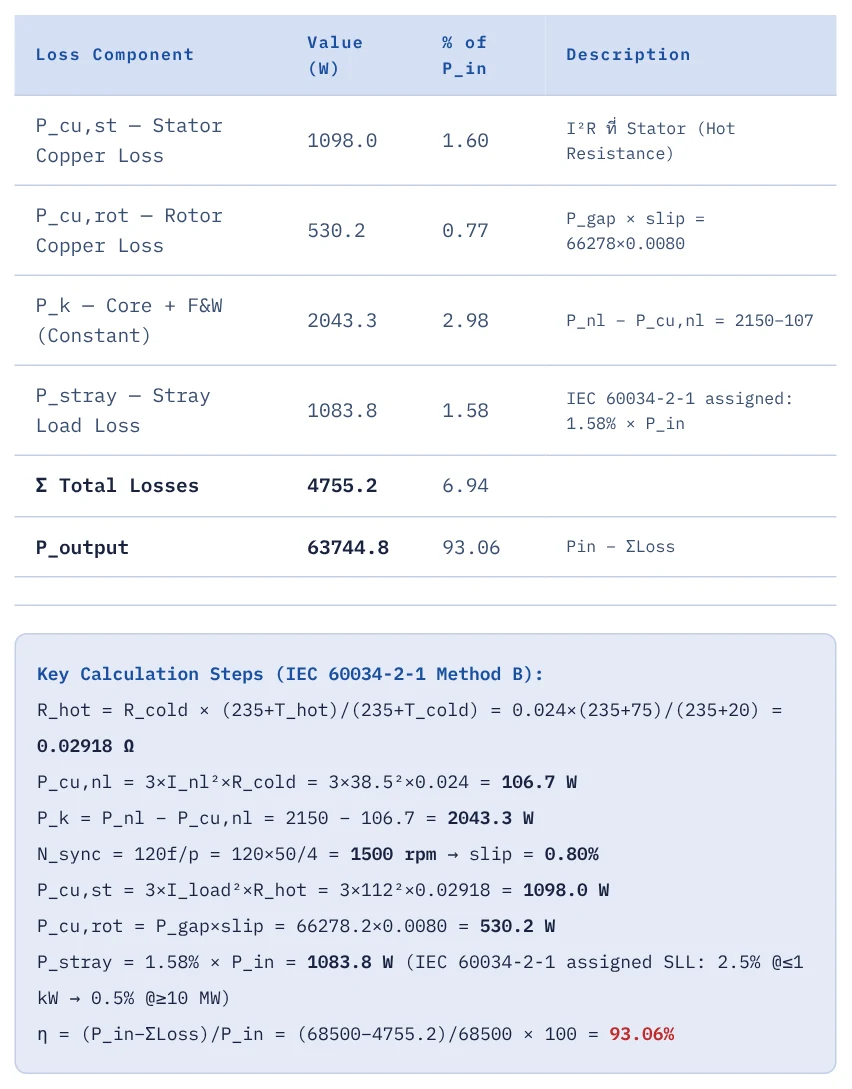 Loss Component
Value
(W)
% of
P_in
Description
P_cu,st — Stator
Copper Loss
1098.0
1.60
I²R ที่ Stator (Hot
Resistance)
P_cu,rot — Rotor
Copper Loss
530.2
0.77
P_gap × slip =
66278×0.0080
P_k — Core + F&W
(Constant)
2043.3
2.98
P_nl − P_cu,nl = 2150−107
P_stray — Stray
Load Loss
1083.8
1.58
IEC 60034-2-1 assigned:
1.58% × P_in
Σ Total Losses
4755.2
6.94
P_output
63744.8
93.06
Pin − ΣLoss
Key Calculation Steps (IEC 60034-2-1 Method B):
R_hot = R_cold × (235+T_hot)/(235+T_cold) = 0.024×(235+75)/(235+20) =
0.02918 Ω
P_cu,nl = 3×I_nl²×R_cold = 3×38.5²×0.024 = 106.7 W
P_k = P_nl − P_cu,nl = 2150 − 106.7 = 2043.3 W
N_sync = 120f/p = 120×50/4 = 1500 rpm → slip = 0.80%
P_cu,st = 3×I_load²×R_hot = 3×112²×0.02918 = 1098.0 W
P_cu,rot = P_gap×slip = 66278.2×0.0080 = 530.2 W
P_stray = 1.58% × P_in = 1083.8 W (IEC 60034-2-1 assigned SLL: 2.5% @≤1
kW → 0.5% @≥10 MW)
η = (P_in−ΣLoss)/P_in = (68500−4755.2)/68500 × 100 = 93.06%